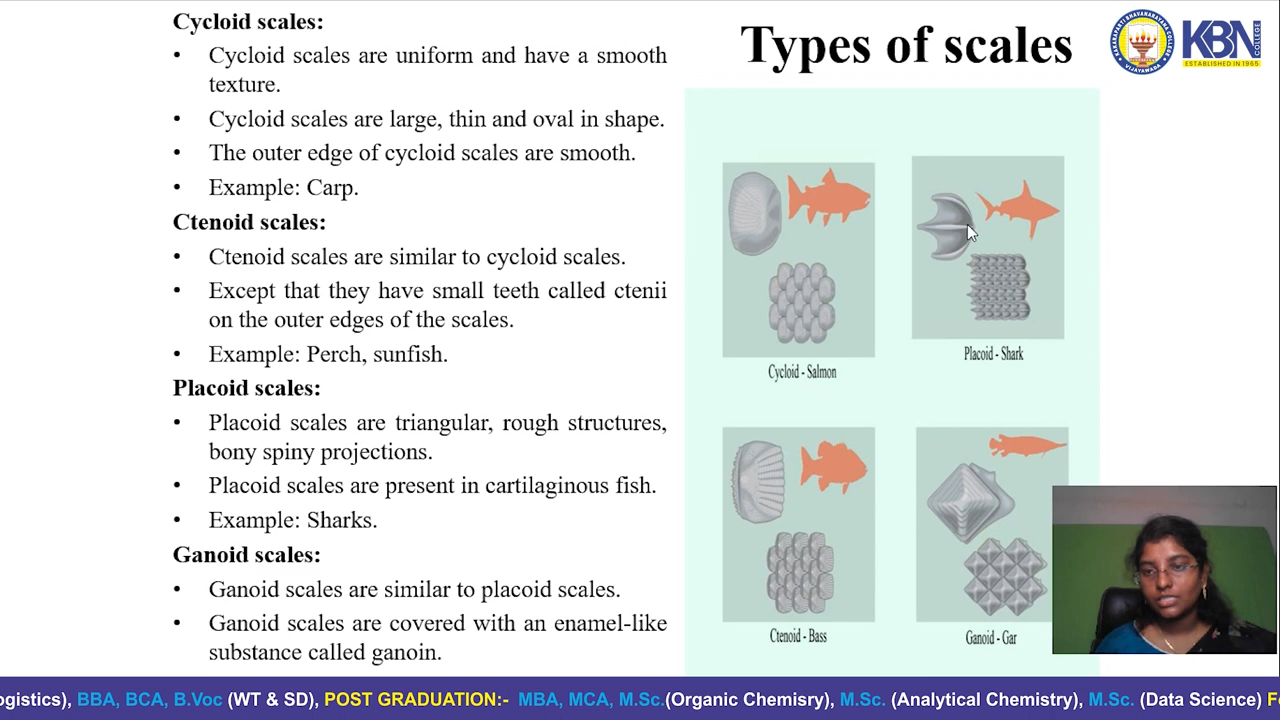 Cycloid scales:
• Cycloid scales are uniform and have a smooth
texture.
• Cycloid scales are large, thin and oval in shape.
• The outer edge of cycloid scales are smooth.
• Example: Carp.
Ctenoid scales:
• Ctenoid scales are similar to cycloid scales.
• Except that they have small teeth called ctenii
on the outer edges of the scales.
• Example: Perch, sunfish.
Placoid scales:
• Placoid scales are triangular, rough structures,
bony spiny projections.
• Placoid scales are present in cartilaginous fish.
• Example: Sharks.
Ganoid scales:
• Ganoid scales are similar to placoid scales.
• Ganoid scales are covered with an enamel-like
substance called ganoin.
Types of scales
KAKARAPARTI BHAVANARAYANA COLLEGE
VIJAYAWADA
KBN
COLLEGE
ESTABLISHED IN 1965
Cycloid - Salmon
Placoid - Shark
Ctenoid - Bass
Ganoid - Gar
ogistics), BBA, BCA, B.Voc (WT & SD), POST GRADUATION:- MBA, MCA, M.Sc.(Organic Chemisry), M.Sc. (Analytical Chemistry), M.Sc. (Data Science) F